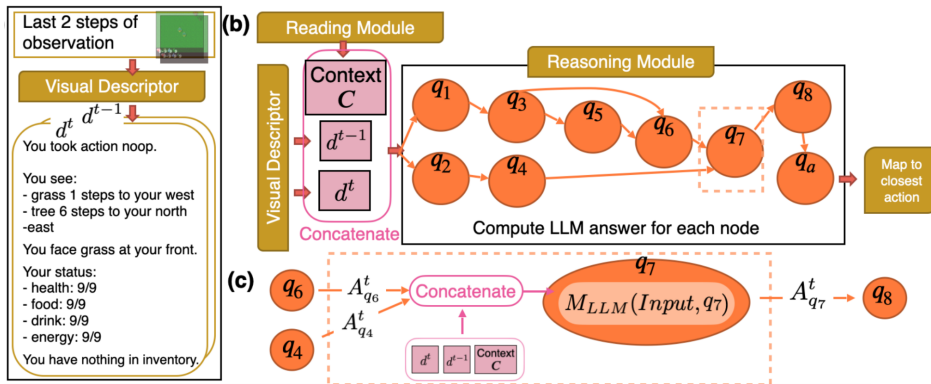 Last 2 steps of
observation
Visual Descriptor
d^t d^{t-1}
You took action noop.
You see:
- grass 1 steps to your west
- tree 6 steps to your north
-east
You face grass at your front.
Your status:
- health: 9/9
- food: 9/9
- drink: 9/9
- energy: 9/9
You have nothing in inventory.
(b)
Reading Module
Visual Descriptor
Context
C
d^{t-1}
d^t
Concatenate
Reasoning Module
q_1
q_3
q_5
q_6
q_7
q_8
q_2
q_4
q_a
Compute LLM answer for each node
Map to
closest
action
(c)
q_6
A^t_{q_6}
q_4
A^t_{q_4}
Concatenate
d^t
d^{t-1}
Context
C
q_7
M_{LLM}(Input, q_7)
A^t_{q_7}
q_8